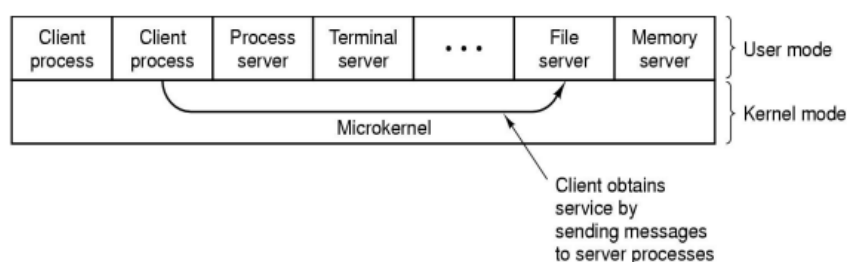 Client process
Client process
Process server
Terminal server
• • •
File server
Memory server
User mode
Microkernel
Kernel mode
Client obtains
service by
sending messages
to server processes